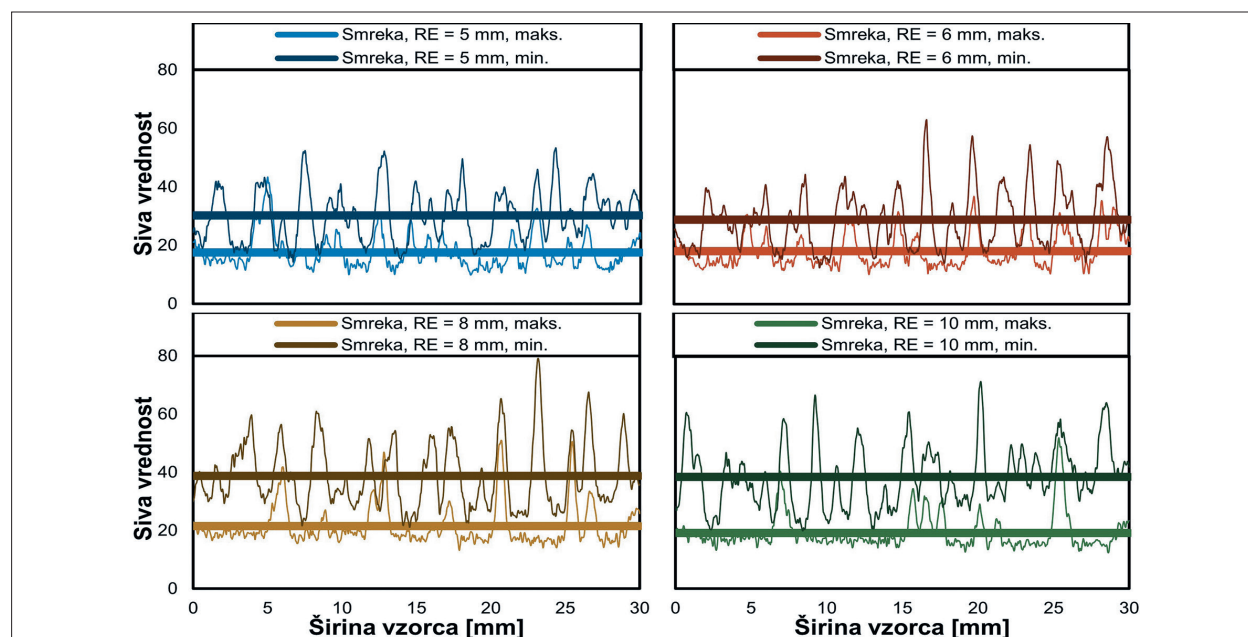 Smreka, RE = 5 mm, maks.
Smreka, RE = 5 mm, min.
Smreka, RE = 6 mm, maks.
Smreka, RE = 6 mm, min.
80
60
40
20
0
Siva vrednost
Smreka, RE = 8 mm, maks.
Smreka, RE = 8 mm, min.
Smreka, RE = 10 mm, maks.
Smreka, RE = 10 mm, min.
80
60
40
20
0
Siva vrednost
0 5 10 15 20 25 30
0 5 10 15 20 25 30
Širina vzorca [mm]
Širina vzorca [mm]